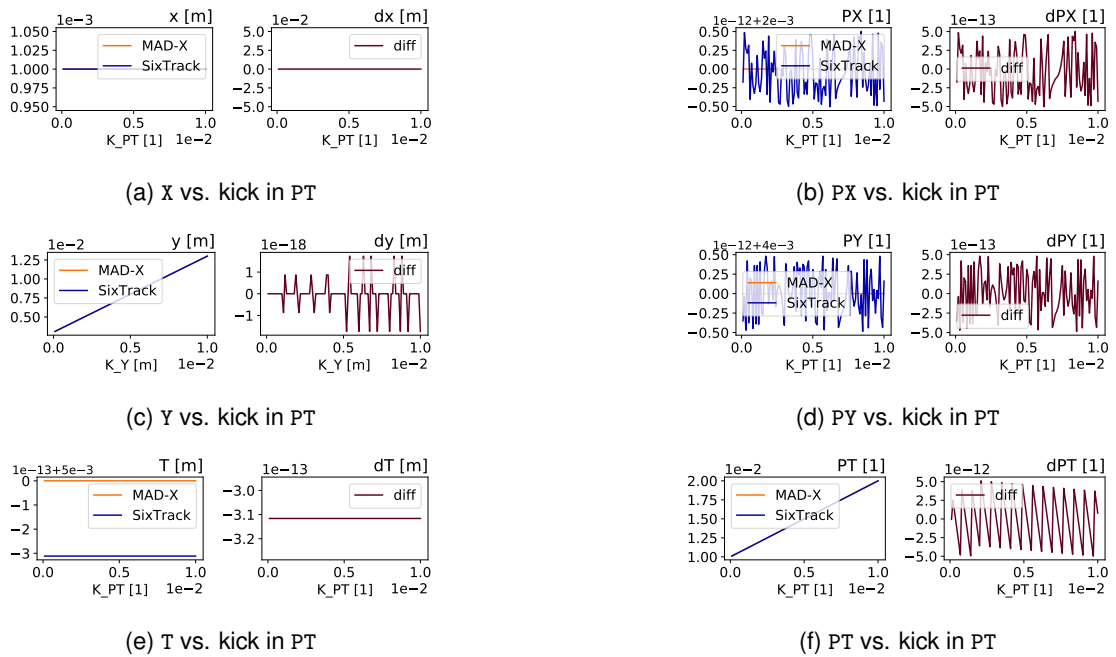 1e−3 x [m]
1.050
1.025
1.000
0.975
0.950
MAD-X
SixTrack
0.0 0.5 1.0
K_PT [1] 1e−2
5.0 1e−2 dx [m]
2.5
0.0
−2.5
−5.0
diff
0.0 0.5 1.0
K_PT [1] 1e−2
(a) X vs. kick in PT
1e−12+2e−3 PX [1]
0.50
0.25
0.00
−0.25
−0.50
MAD-X
SixTrack
0.0 0.5 1.0
K_PT [1] 1e−2
1e−13 dPX [1]
5.0
2.5
0.0
−2.5
−5.0
diff
0.0 0.5 1.0
K_PT [1] 1e−2
(b) PX vs. kick in PT
1e−2 y [m]
1.25
1.00
0.75
0.50
MAD-X
SixTrack
0.0 0.5 1.0
K_Y [m] 1e−2
1e−18 dy [m]
1
0
−1
diff
0.0 0.5 1.0
K_Y [m] 1e−2
(c) Y vs. kick in PT
1e−12+4e−3 PY [1]
0.50
0.25
0.00
−0.25
−0.50
MAD-X
SixTrack
0.0 0.5 1.0
K_PT [1] 1e−2
1e−13 dPY [1]
5.0
2.5
0.0
−2.5
−5.0
diff
0.0 0.5 1.0
K_PT [1] 1e−2
(d) PY vs. kick in PT
1e−13+5e−3 T [m]
0
−1
−2
−3
MAD-X
SixTrack
0.0 0.5 1.0
K_PT [1] 1e−2
1e−13 dT [m]
−3.0
−3.1
−3.2
diff
0.0 0.5 1.0
K_PT [1] 1e−2
(e) T vs. kick in PT
1e−2 PT [1]
2.00
1.75
1.50
1.25
1.00
MAD-X
SixTrack
0.0 0.5 1.0
K_PT [1] 1e−2
1e−12 dPT [1]
5.0
2.5
0.0
−2.5
−5.0
diff
0.0 0.5 1.0
K_PT [1] 1e−2
(f) PT vs. kick in PT